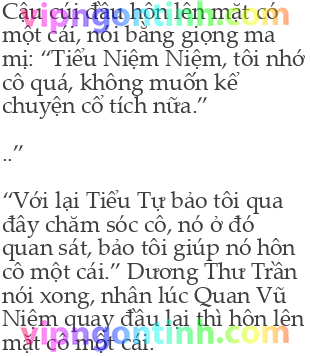 Cậu cúi đầu hôn lên mặt cô
một cái, nói bằng giọng ma
mị: “Tiểu Niệm Niệm, tôi nhớ
cô quá, không muốn kể
chuyện cổ tích nữa.”
..”
“Với lại Tiểu Tự bảo tôi qua
đây chăm sóc cô, nó ở đó
quan sát, bảo tôi giúp nó hôn
cô một cái.” Dương Thư Trần
nói xong, nhân lúc Quan Vũ
Niệm quay đầu lại thì hôn lên
mặt cô một cái.
vipngontinh.com
vipngontinh.com